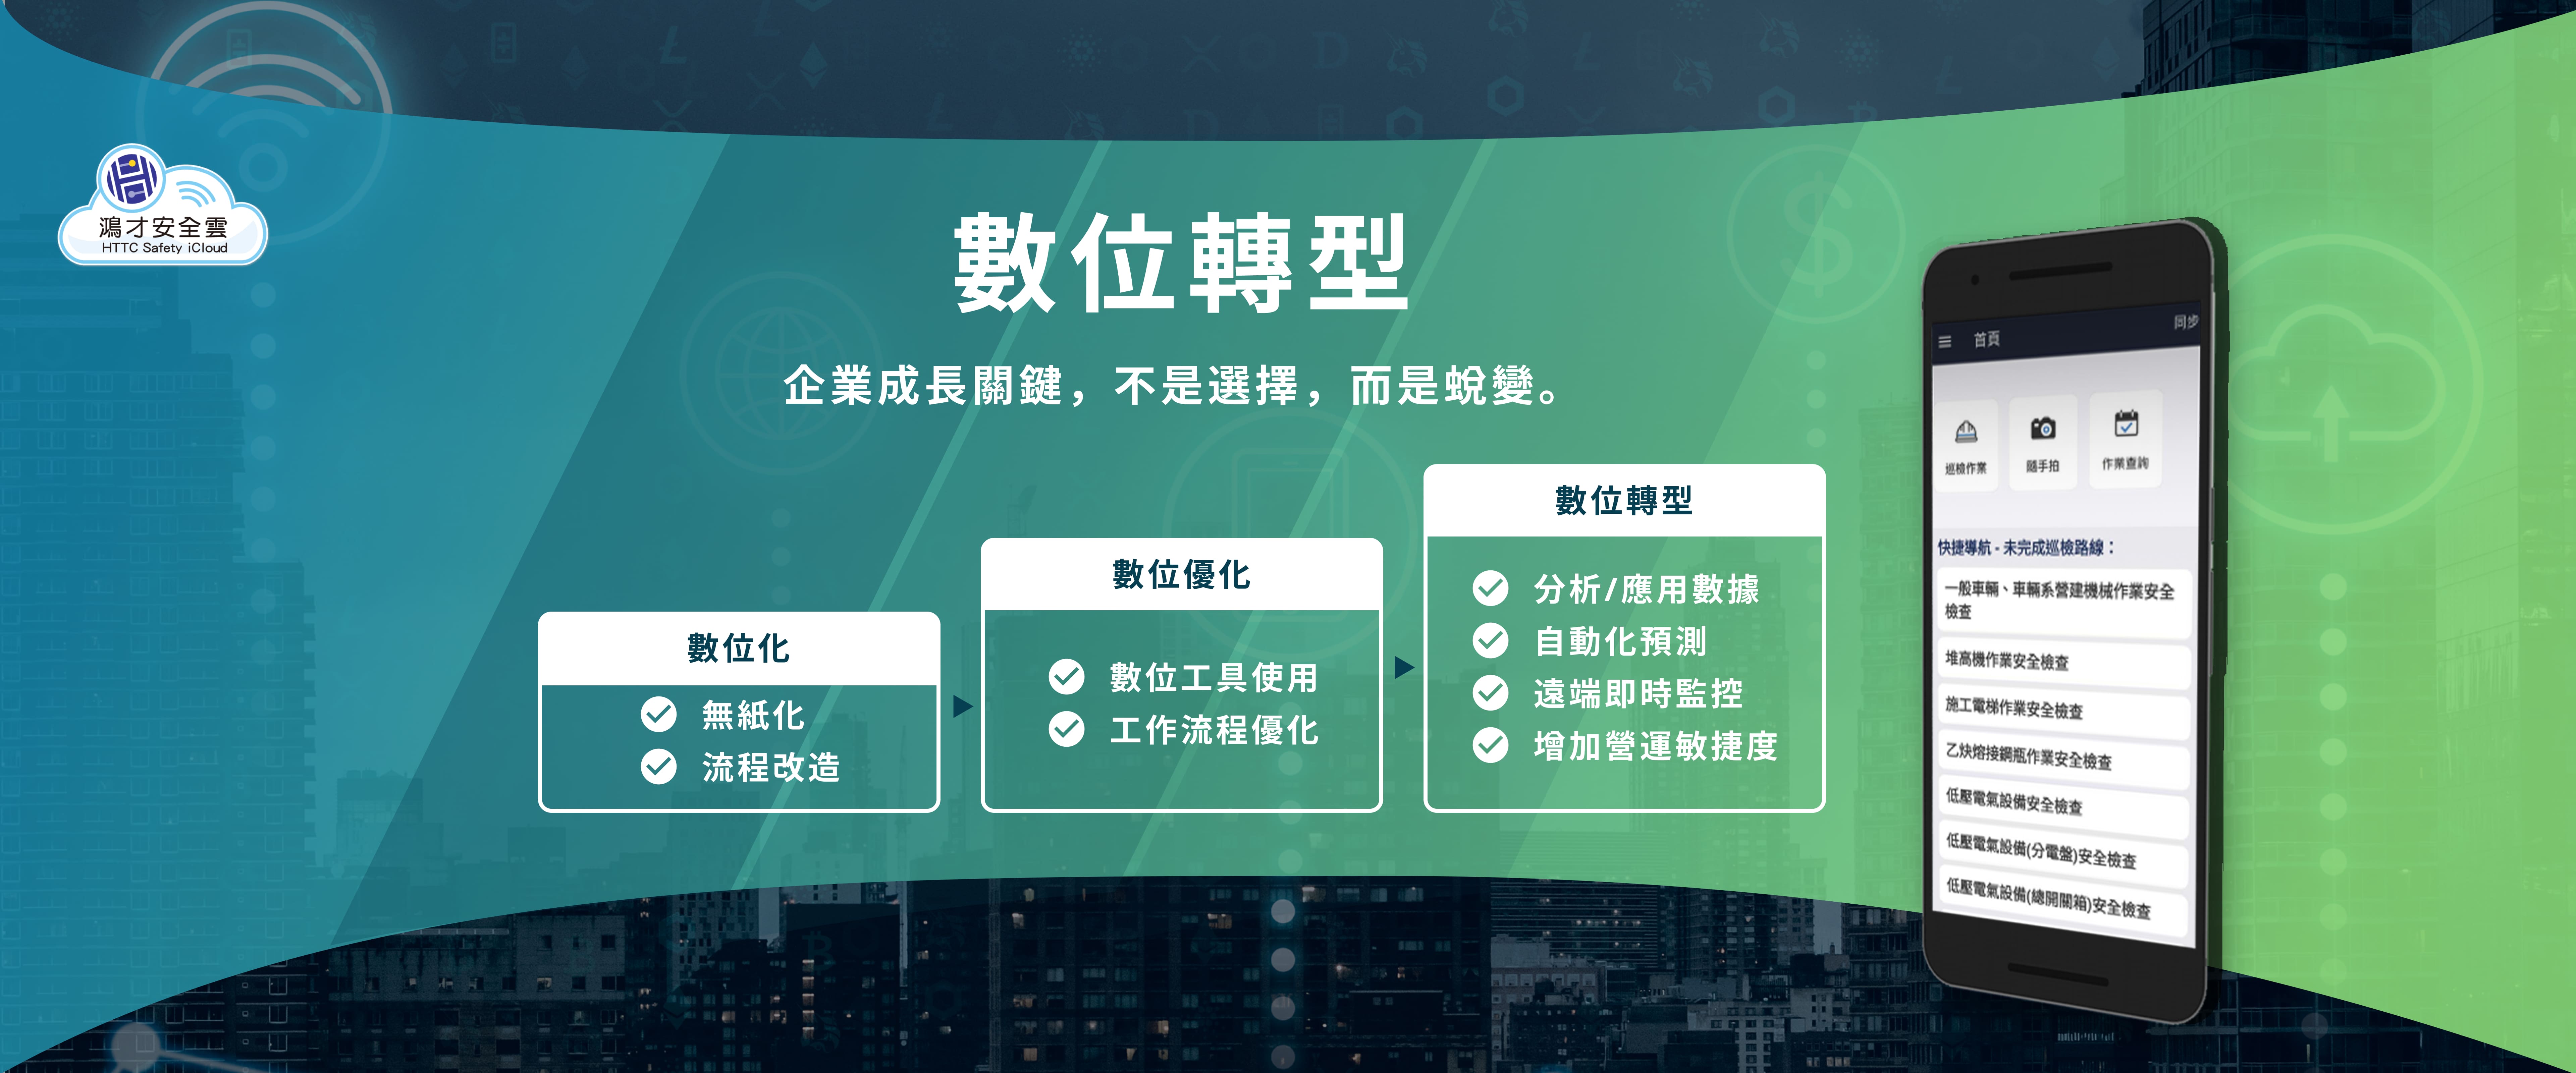 鴻才安全雲
HTTC Safety iCloud
數位轉型
企業成長關鍵，不是選擇，而是蛻變。
數位化
無紙化
流程改造
數位優化
數位工具使用
工作流程優化
數位轉型
分析/應用數據
自動化預測
遠端即時監控
增加營運敏捷度
首頁
同步
巡檢作業
隨手拍
作業查詢
快捷導航 - 未完成巡檢路線：
一般車輛、車輛系營建機械作業安全
檢查
堆高機作業安全檢查
施工電梯作業安全檢查
乙炔熔接鋼瓶作業安全檢查
低壓電氣設備安全檢查
低壓電氣設備(分電盤)安全檢查
低壓電氣設備(總開關箱)安全檢查